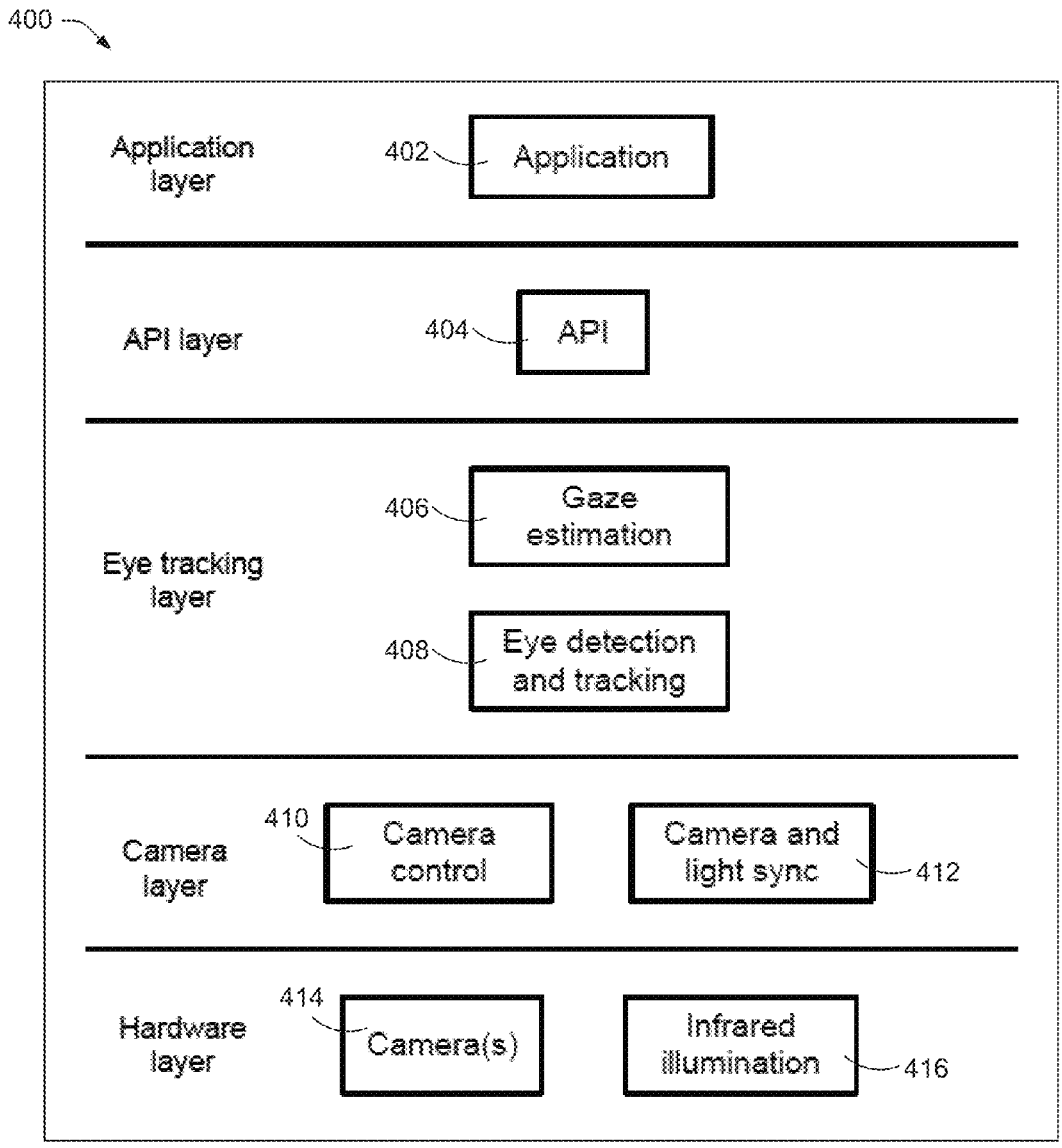 400
Application
layer
402
Application
API layer
404
API
Eye tracking
layer
406
Gaze
estimation
408
Eye detection
and tracking
Camera
layer
410
Camera
control
Camera and
light sync
412
Hardware
layer
414
Camera(s)
Infrared
illumination
416